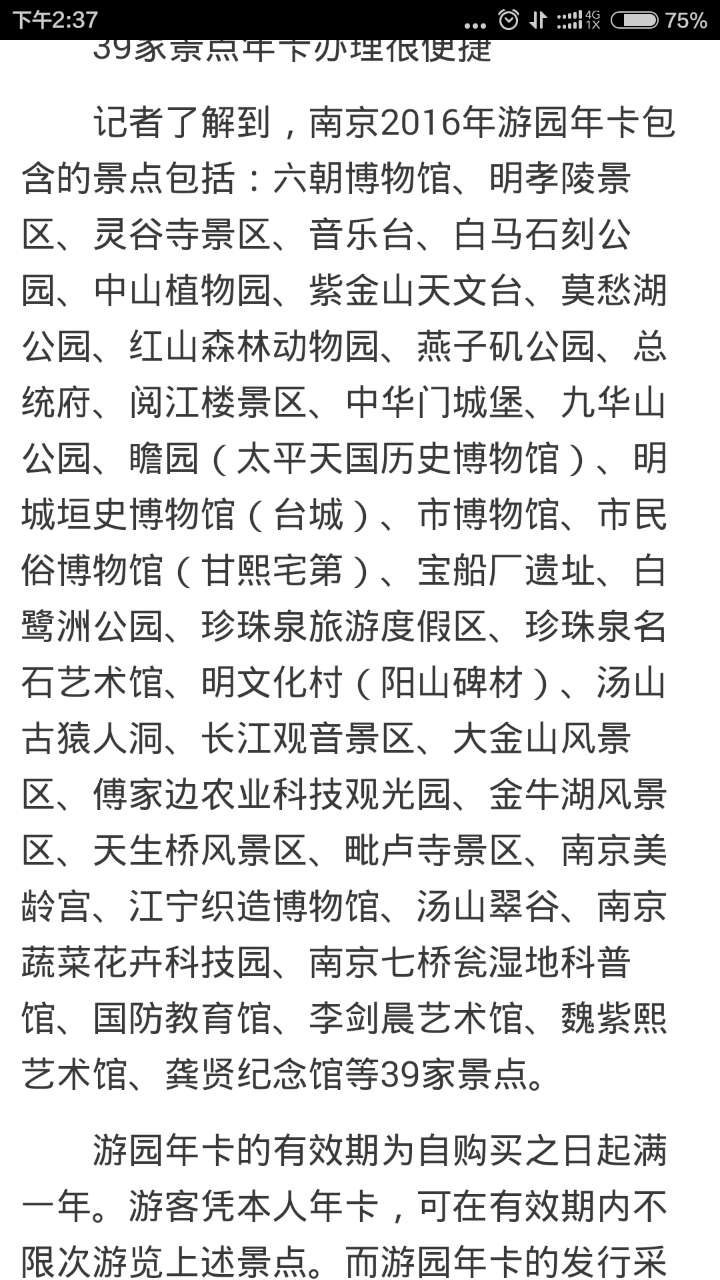 下午2:37
4G
1X
75%
39家景点年卡办理很便捷
记者了解到，南京2016年游园年卡包
含的景点包括：六朝博物馆、明孝陵景
区、灵谷寺景区、音乐台、白马石刻公
园、中山植物园、紫金山天文台、莫愁湖
公园、红山森林动物园、燕子矶公园、总
统府、阅江楼景区、中华门城堡、九华山
公园、瞻园（太平天国历史博物馆）、明
城垣史博物馆（台城）、市博物馆、市民
俗博物馆（甘熙宅第）、宝船厂遗址、白
鹭洲公园、珍珠泉旅游度假区、珍珠泉名
石艺术馆、明文化村（阳山碑材）、汤山
古猿人洞、长江观音景区、大金山风景
区、傅家边农业科技观光园、金牛湖风景
区、天生桥风景区、毗卢寺景区、南京美
龄宫、江宁织造博物馆、汤山翠谷、南京
蔬菜花卉科技园、南京七桥瓮湿地科普
馆、国防教育馆、李剑晨艺术馆、魏紫熙
艺术馆、龚贤纪念馆等39家景点。
游园年卡的有效期为自购买之日起满
一年。游客凭本人年卡，可在有效期内不
限次游览上述景点。而游园年卡的发行采